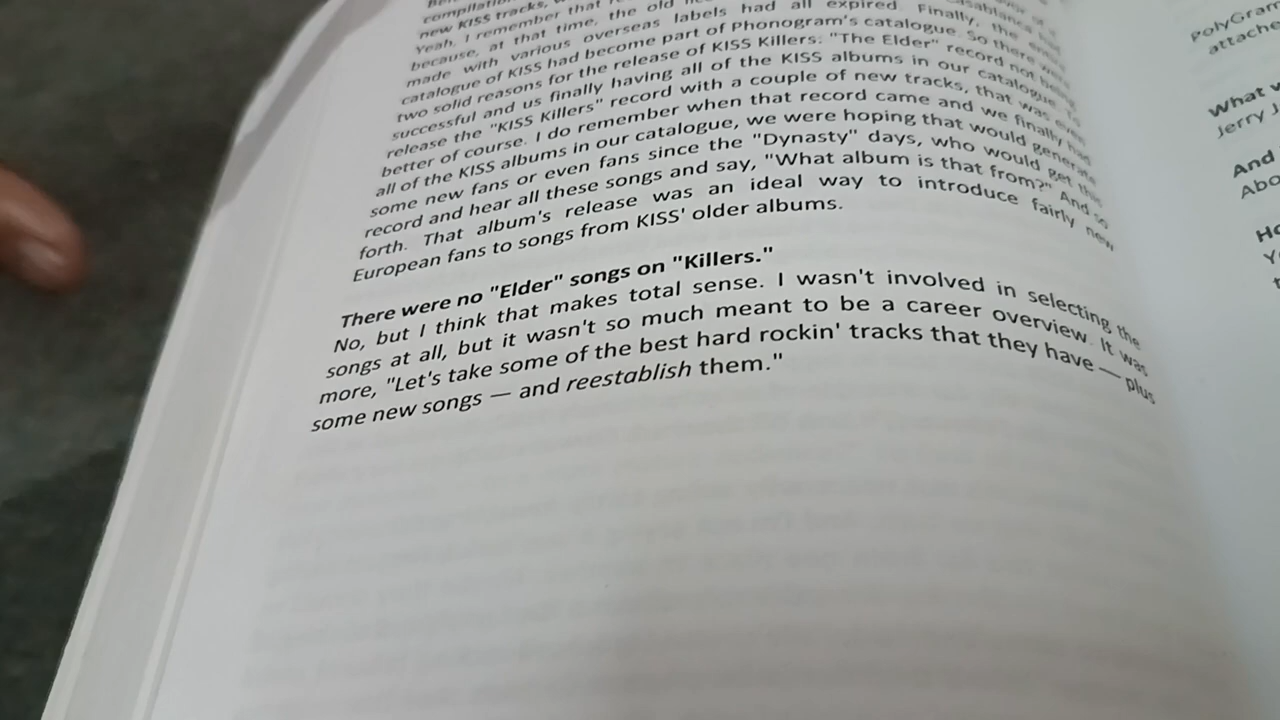 compilation
new KISS tracks,
Yeah, I remember that
because, at that time, the old
made with various overseas labels had all expired. Finally, the
catalogue of KISS had become part of Phonogram's catalogue. So there were
two solid reasons for the release of KISS Killers: "The Elder" record not being
successful and us finally having all of the KISS albums in our catalogue. To
release the "KISS Killers" record with a couple of new tracks, that was even
better of course. I do remember when that record came and we finally had
all of the KISS albums in our catalogue, we were hoping that would generate
some new fans or even fans since the "Dynasty" days, who would get this
record and hear all these songs and say, "What album is that from?" And so
forth. That album's release was an ideal way to introduce fairly new
European fans to songs from KISS' older albums.
There were no "Elder" songs on "Killers."
No, but I think that makes total sense. I wasn't involved in selecting the
songs at all, but it wasn't so much meant to be a career overview. It was
more, "Let's take some of the best hard rockin' tracks that they have — plus
some new songs — and reestablish them."
PolyGram
attache
What
Jerry J
And
Abo
Ho